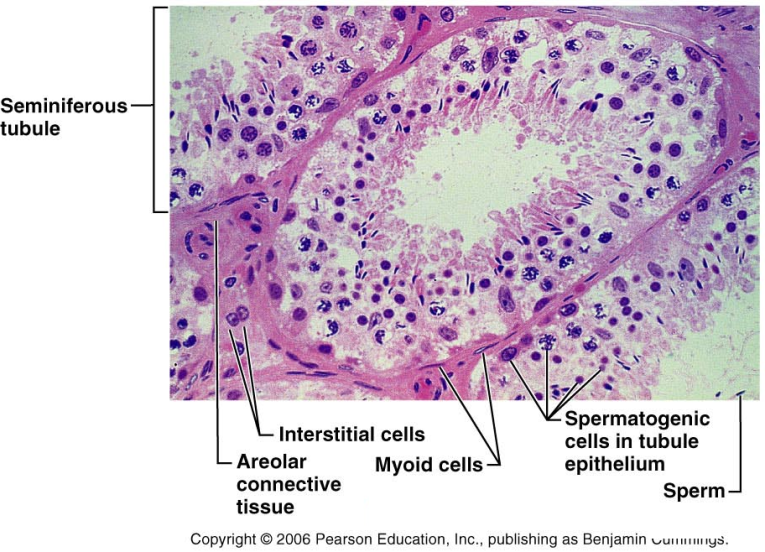 Seminiferous
tubule
Interstitial cells
Areolar
connective
tissue
Myoid cells
Spermatogenic
cells in tubule
epithelium
Sperm
Copyright © 2006 Pearson Education, Inc., publishing as Benjamin Cummings.